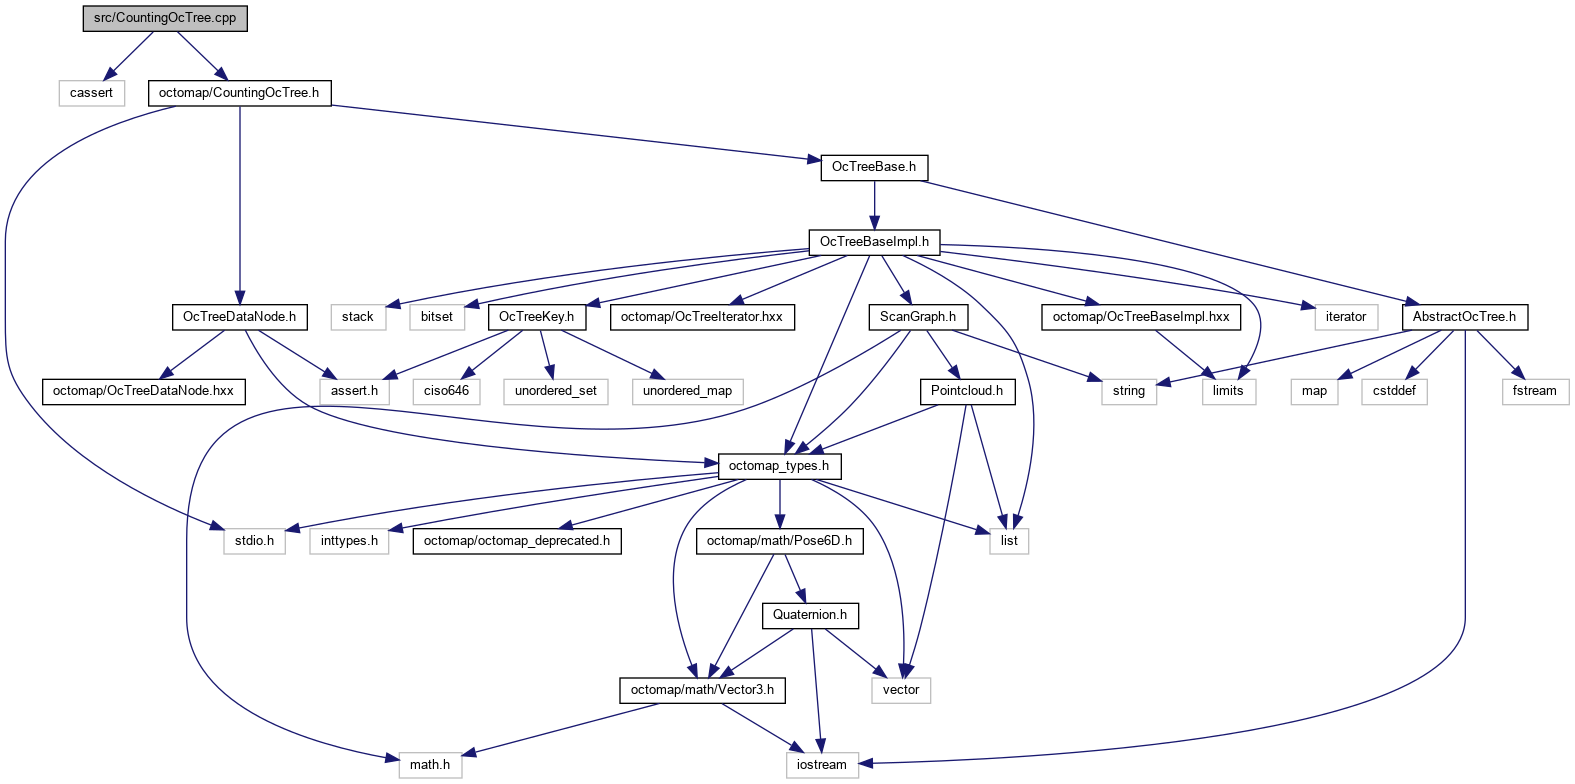 src/CountingOcTree.cpp
cassert
octomap/CountingOcTree.h
OcTreeBase.h
OcTreeBaseImpl.h
OcTreeDataNode.h
stack
bitset
OcTreeKey.h
octomap/OcTreeIterator.hxx
ScanGraph.h
octomap/OcTreeBaseImpl.hxx
iterator
AbstractOcTree.h
octomap/OcTreeDataNode.hxx
assert.h
ciso646
unordered_set
unordered_map
Pointcloud.h
string
limits
map
cstddef
fstream
octomap_types.h
stdio.h
inttypes.h
octomap/octomap_deprecated.h
octomap/math/Pose6D.h
list
Quaternion.h
octomap/math/Vector3.h
vector
math.h
iostream